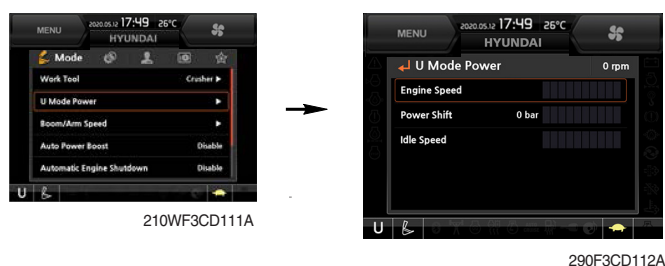 MENU
2020.05.12 17:49 26°C
HYUNDAI
Mode
Work Tool Crusher ▶
U Mode Power ▶
Boom/Arm Speed ▶
Auto Power Boost Disable
Automatic Engine Shutdown Disable
U
210WF3CD111A
MENU
2020.05.12 17:49 26°C
HYUNDAI
U Mode Power 0 rpm
Engine Speed
Power Shift 0 bar
Idle Speed
U
290F3CD112A